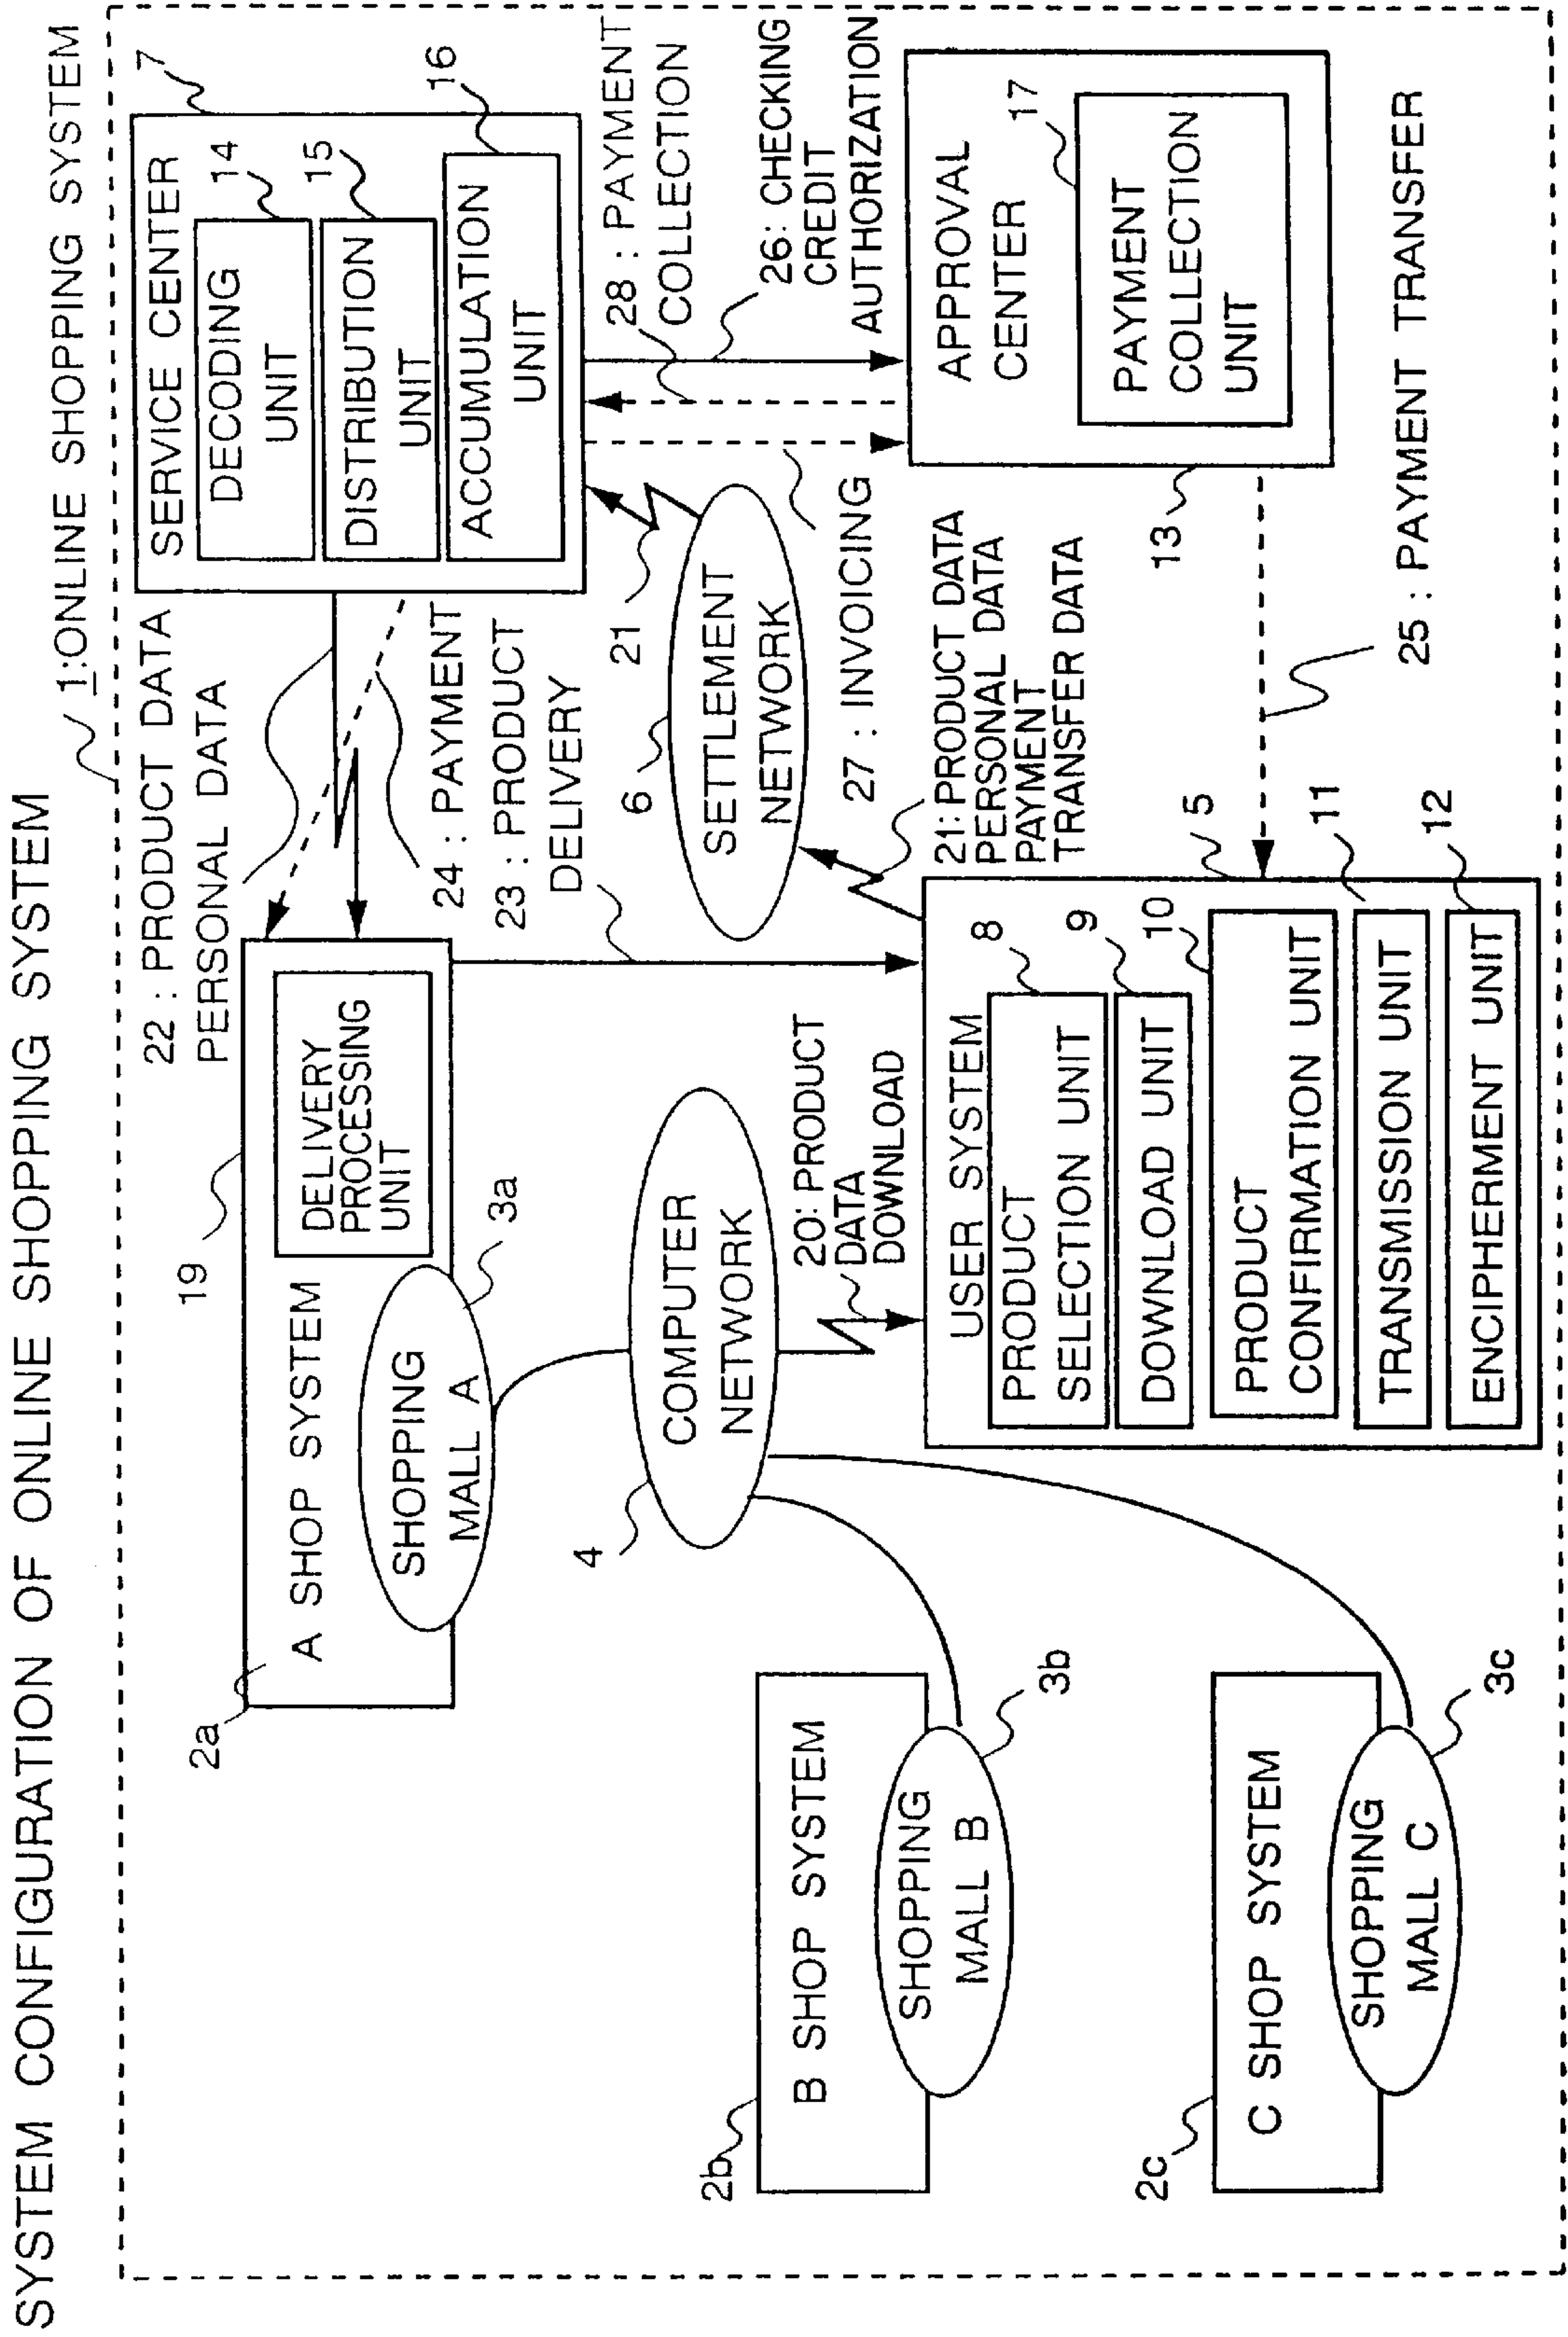 SYSTEM CONFIGURATION OF ONLINE SHOPPING SYSTEM
1:ONLINE SHOPPING SYSTEM
2a
19
A SHOP SYSTEM
DELIVERY
PROCESSING
UNIT
SHOPPING
MALL A
3a
22 : PRODUCT DATA
PERSONAL DATA
24 : PAYMENT
23 : PRODUCT
DELIVERY
7
SERVICE CENTER
DECODING
UNIT
14
DISTRIBUTION
UNIT
15
ACCUMULATION
UNIT
16
4
COMPUTER
NETWORK
6
SETTLEMENT
NETWORK
21
28 : PAYMENT
COLLECTION
26: CHECKING
CREDIT
AUTHORIZATION
27 : INVOICING
20: PRODUCT
DATA
DOWNLOAD
21: PRODUCT DATA
PERSONAL DATA
PAYMENT
TRANSFER DATA
2b
B SHOP SYSTEM
SHOPPING
MALL B
3b
USER SYSTEM
5
PRODUCT
SELECTION UNIT
8
DOWNLOAD UNIT
9
PRODUCT
CONFIRMATION UNIT
10
TRANSMISSION UNIT
11
ENCIPHERMENT UNIT
12
APPROVAL
CENTER
13
PAYMENT
COLLECTION
UNIT
17
25 : PAYMENT TRANSFER
2c
C SHOP SYSTEM
SHOPPING
MALL C
3c